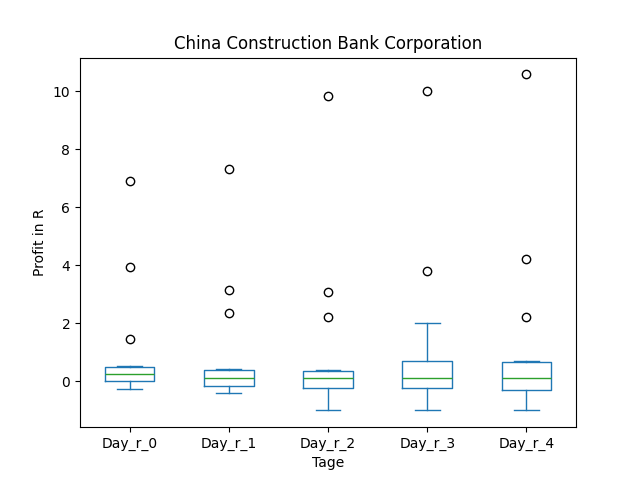 China Construction Bank Corporation
Profit in R
10
8
6
4
2
0
Day_r_0 Day_r_1 Day_r_2 Day_r_3 Day_r_4
Tage